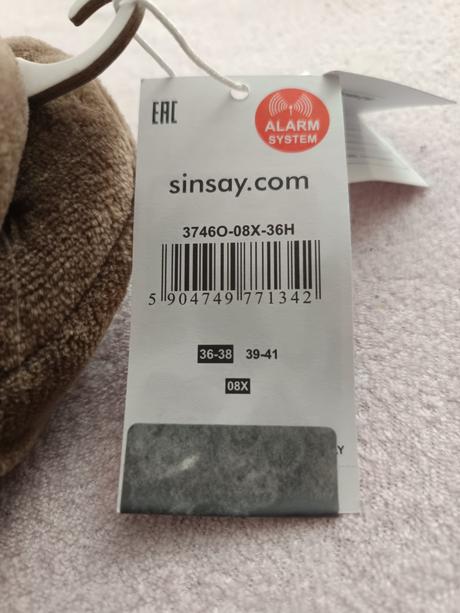 EAC
ALARM
SYSTEM
sinsay.com
3746O-08X-36H
5 904749 771342
36-38 39-41
08X